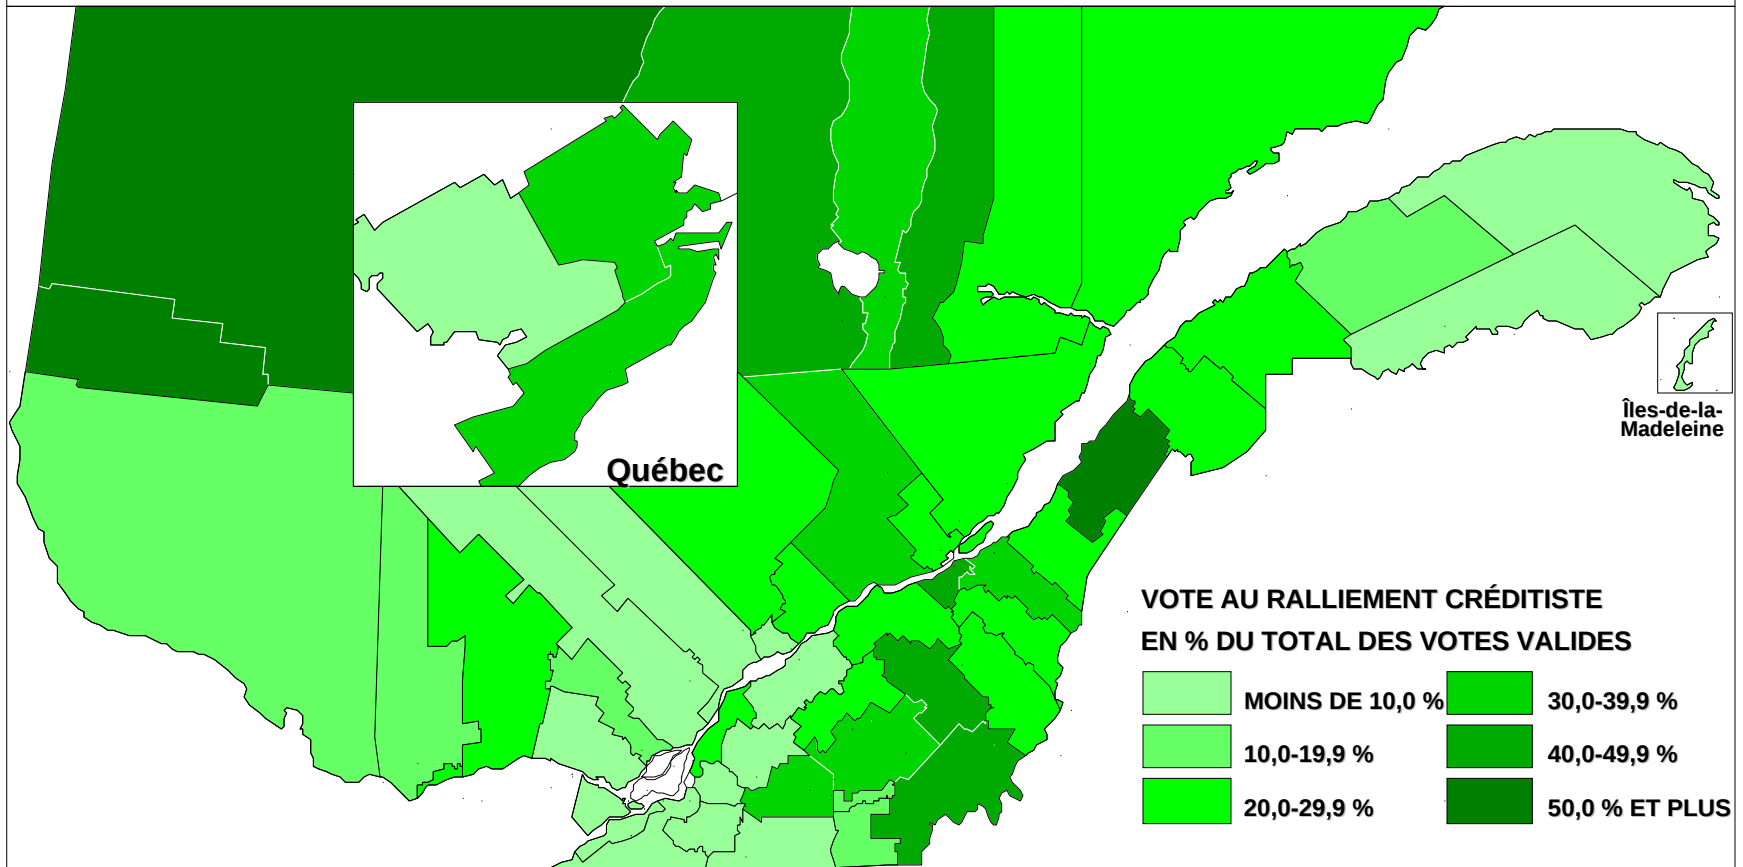 Québec
Îles-de-la-
Madeleine
VOTE AU RALLIEMENT CRÉDITISTE
EN % DU TOTAL DES VOTES VALIDES
MOINS DE 10,0 %
10,0-19,9 %
20,0-29,9 %
30,0-39,9 %
40,0-49,9 %
50,0 % ET PLUS